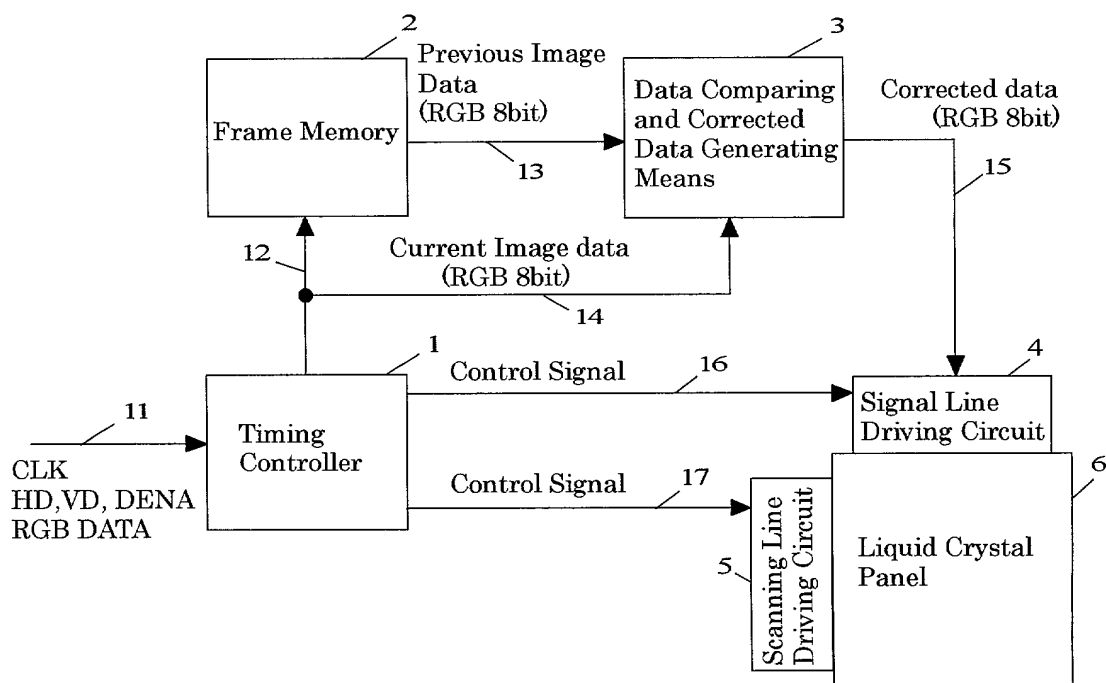 2
Previous Image
Data
(RGB 8bit)
3
Frame Memory
13
Data Comparing
and Corrected
Data Generating
Means
Corrected data
(RGB 8bit)
15
12
Current Image data
(RGB 8bit)
14
1
Control Signal
16
4
Signal Line
Driving Circuit
11
CLK
HD,VD, DENA
RGB DATA
Timing
Controller
Control Signal
17
6
5
Scanning Line
Driving Circuit
Liquid Crystal
Panel